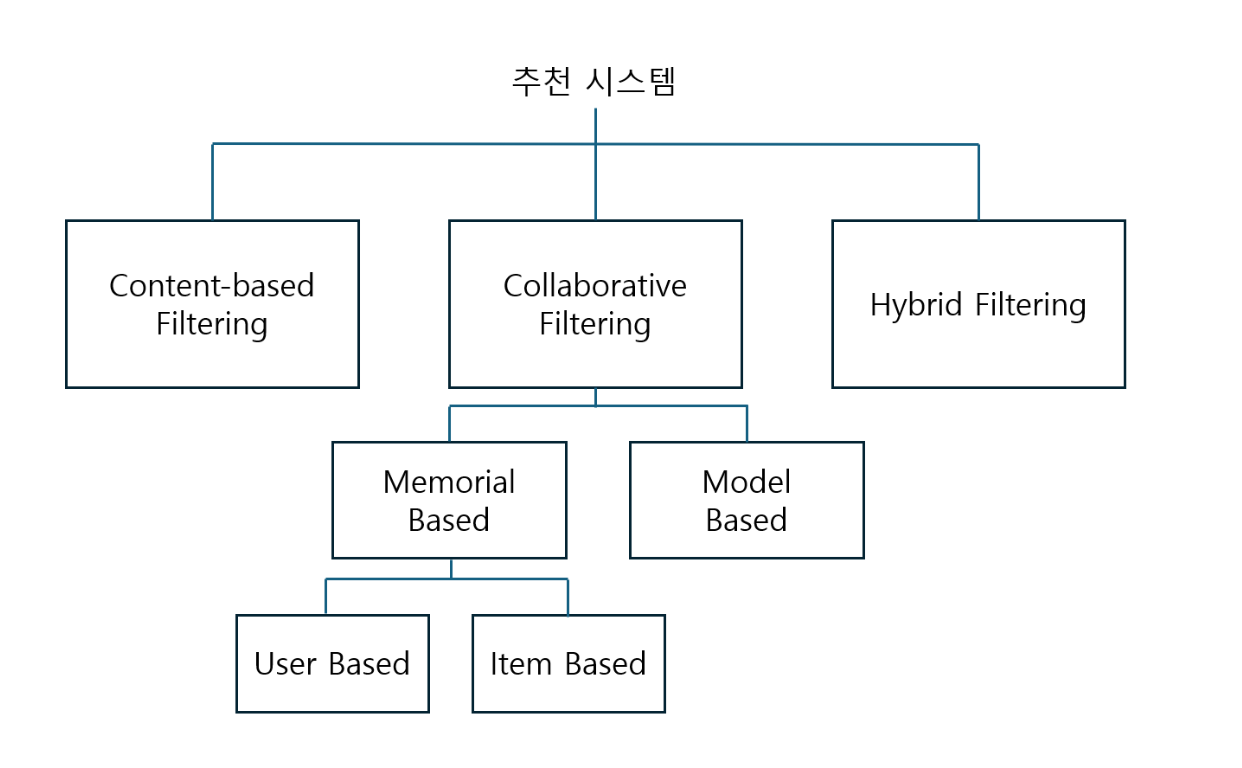 추천 시스템
Content-based
Filtering
Collaborative
Filtering
Hybrid Filtering
Memorial
Based
Model
Based
User Based
Item Based